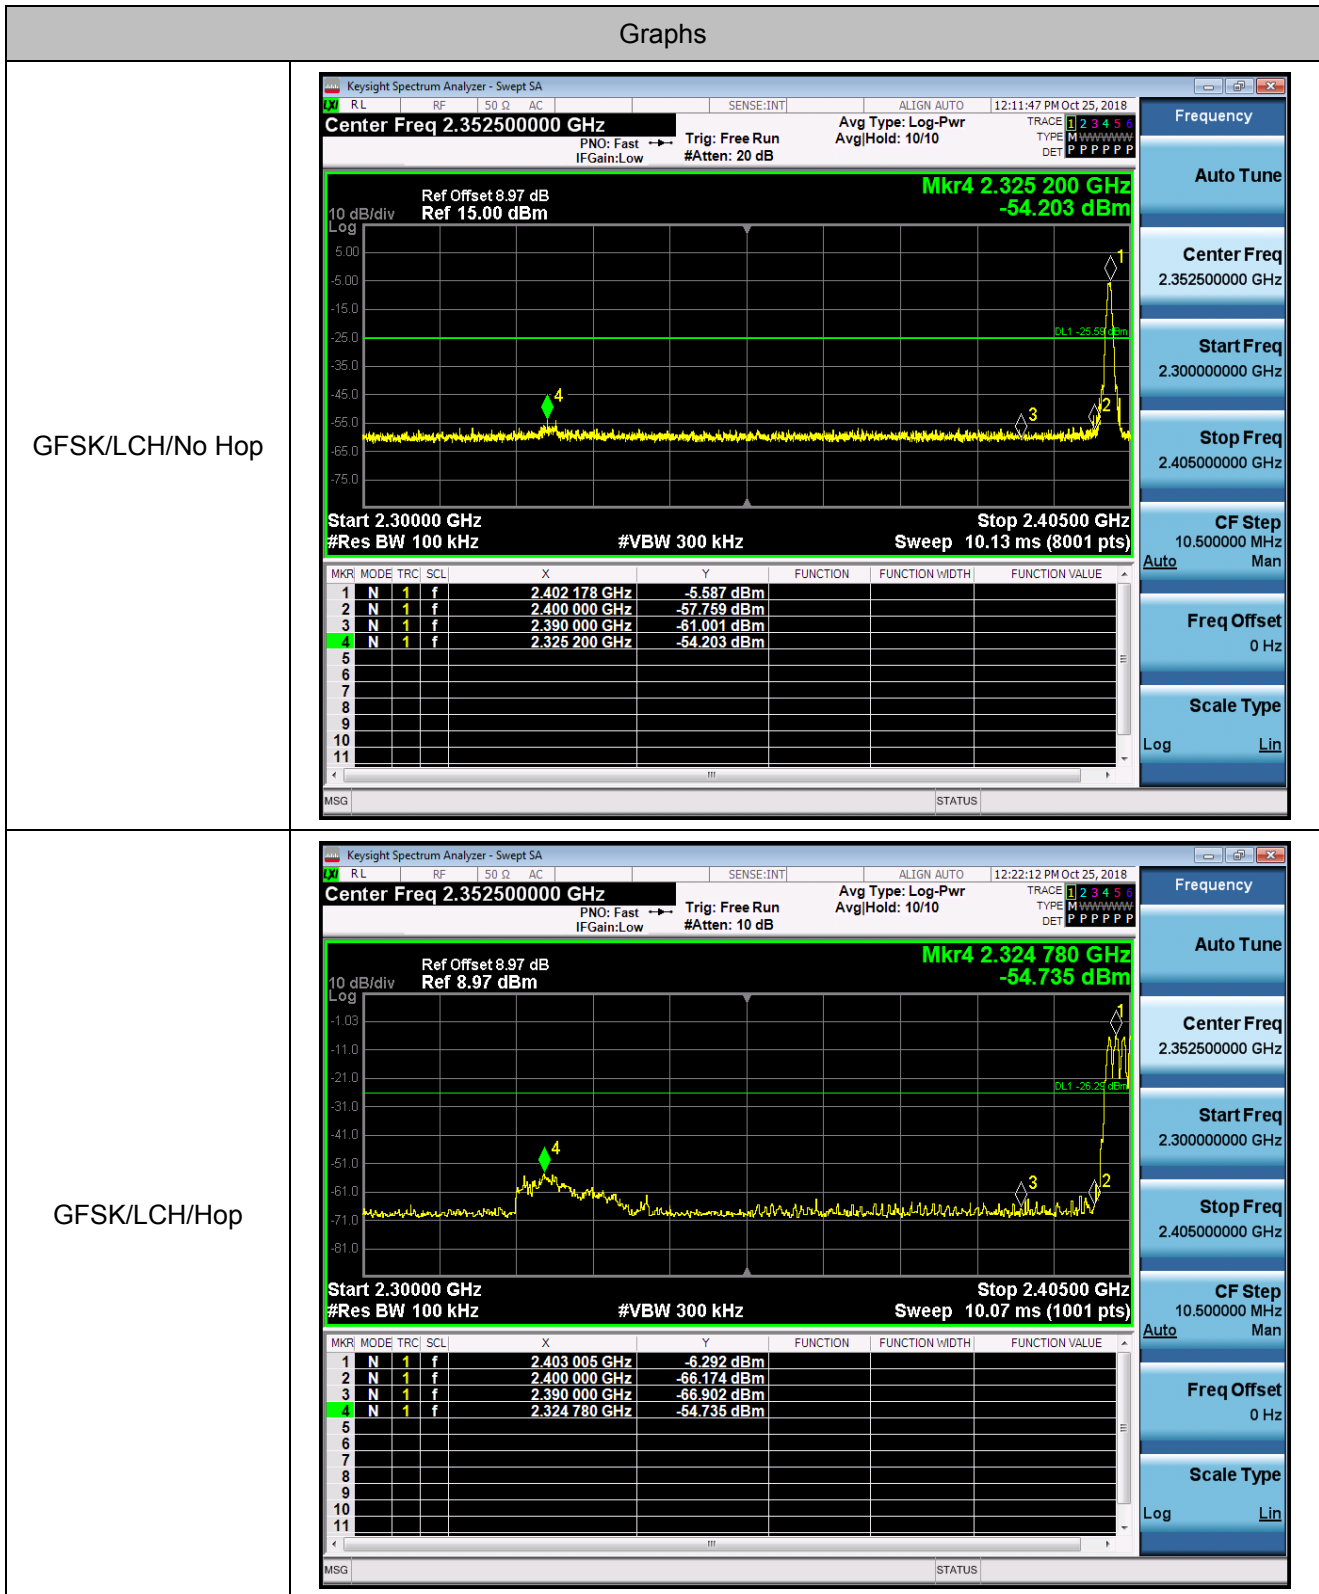 Graphs
GFSK/LCH/No Hop
Keysight Spectrum Analyzer - Swept SA
LXI RL RF 50 Ω AC SENSE:INT ALIGN AUTO 12:11:47 PM Oct 25, 2018
Center Freq 2.352500000 GHz
PNO: Fast
IFGain:Low
Trig: Free Run
#Atten: 20 dB
Avg Type: Log-Pwr
Avg|Hold: 10/10
TRACE 1 2 3 4 5 6
TYPE M WWWWW
DET P P P P P P
Mkr4 2.325 200 GHz
-54.203 dBm
Ref Offset 8.97 dB
10 dB/div Ref 15.00 dBm
Log
5.00
-5.00
-15.0
-25.0
-35.0
-45.0
-55.0
-65.0
-75.0
DL1 -25.59 dBm
1
2
3
4
Start 2.30000 GHz Stop 2.40500 GHz
#Res BW 100 kHz #VBW 300 kHz Sweep 10.13 ms (8001 pts)
MKR MODE TRC SCL X Y FUNCTION FUNCTION WIDTH FUNCTION VALUE
1 N 1 f 2.402 178 GHz -5.587 dBm
2 N 1 f 2.400 000 GHz -57.759 dBm
3 N 1 f 2.390 000 GHz -61.001 dBm
4 N 1 f 2.325 200 GHz -54.203 dBm
5
6
7
8
9
10
11
MSG STATUS
Frequency
Auto Tune
Center Freq
2.352500000 GHz
Start Freq
2.300000000 GHz
Stop Freq
2.405000000 GHz
CF Step
10.500000 MHz
Auto Man
Freq Offset
0 Hz
Scale Type
Log Lin
GFSK/LCH/Hop
Keysight Spectrum Analyzer - Swept SA
LXI RL RF 50 Ω AC SENSE:INT ALIGN AUTO 12:22:12 PM Oct 25, 2018
Center Freq 2.352500000 GHz
PNO: Fast
IFGain:Low
Trig: Free Run
#Atten: 10 dB
Avg Type: Log-Pwr
Avg|Hold: 10/10
TRACE 1 2 3 4 5 6
TYPE M WWWWW
DET P P P P P P
Mkr4 2.324 780 GHz
-54.735 dBm
Ref Offset 8.97 dB
10 dB/div Ref 8.97 dBm
Log
-1.03
-11.0
-21.0
-31.0
-41.0
-51.0
-61.0
-71.0
-81.0
DL1 -26.29 dBm
1
2
3
4
Start 2.30000 GHz Stop 2.40500 GHz
#Res BW 100 kHz #VBW 300 kHz Sweep 10.07 ms (1001 pts)
MKR MODE TRC SCL X Y FUNCTION FUNCTION WIDTH FUNCTION VALUE
1 N 1 f 2.403 005 GHz -6.292 dBm
2 N 1 f 2.400 000 GHz -66.174 dBm
3 N 1 f 2.390 000 GHz -66.902 dBm
4 N 1 f 2.324 780 GHz -54.735 dBm
5
6
7
8
9
10
11
MSG STATUS
Frequency
Auto Tune
Center Freq
2.352500000 GHz
Start Freq
2.300000000 GHz
Stop Freq
2.405000000 GHz
CF Step
10.500000 MHz
Auto Man
Freq Offset
0 Hz
Scale Type
Log Lin